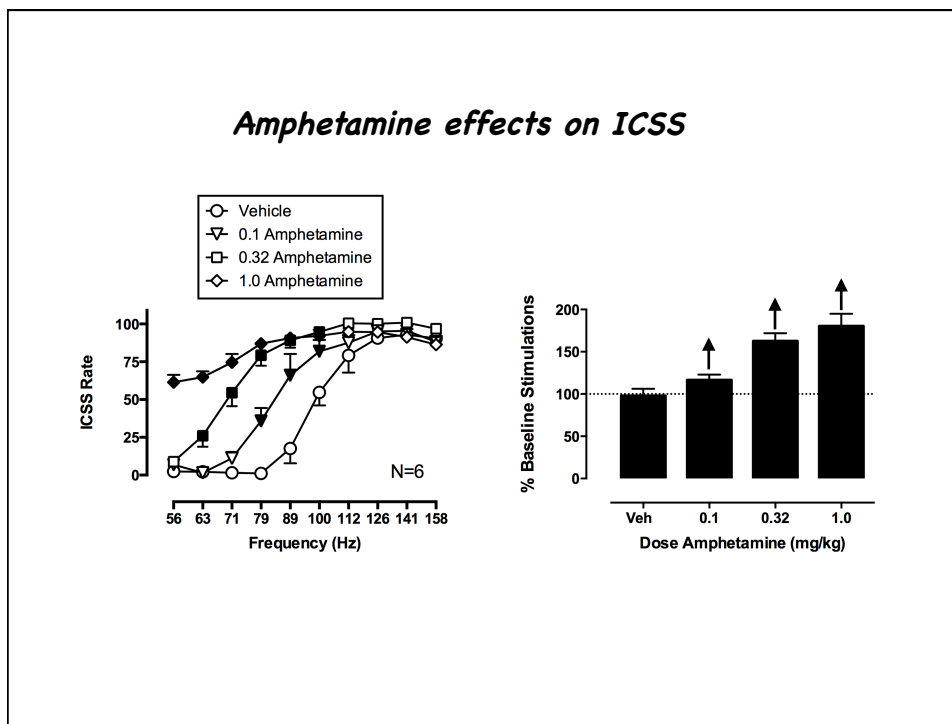 Amphetamine effects on ICSS
Vehicle
0.1 Amphetamine
0.32 Amphetamine
1.0 Amphetamine
100
75
50
25
0
ICSS Rate
N=6
56 63 71 79 89 100 112 126 141 158
Frequency (Hz)
200
150
100
50
0
% Baseline Stimulations
Veh 0.1 0.32 1.0
Dose Amphetamine (mg/kg)